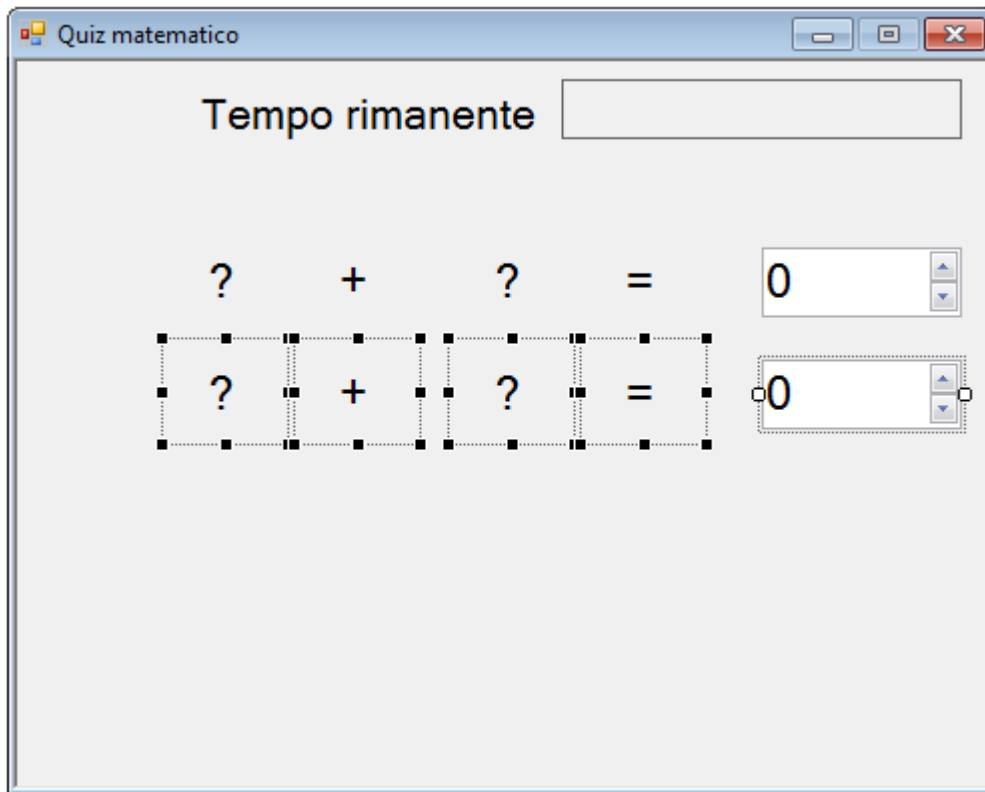 Quiz matematico
Tempo rimanente
? + ? = 0
? + ? = 0